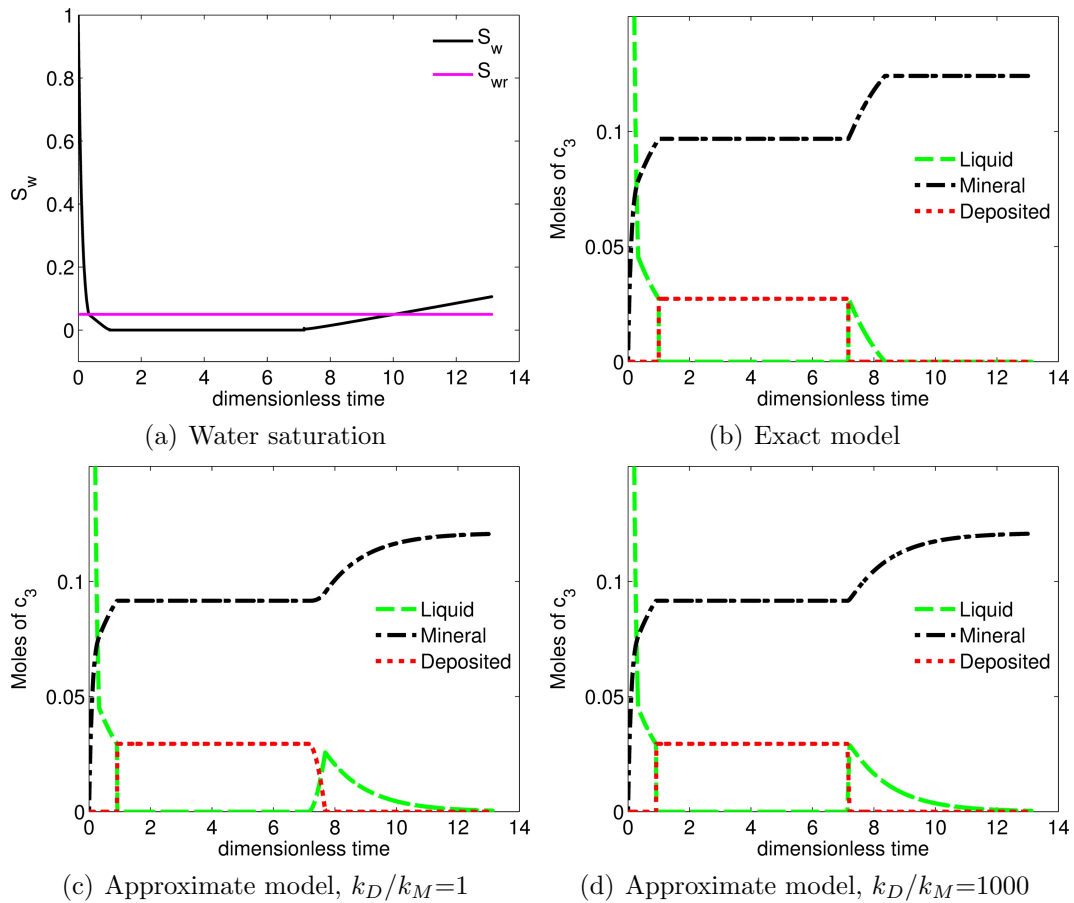 1
0.8
0.6
0.4
0.2
0
S_w
0 2 4 6 8 10 12 14
dimensionless time
S_w
S_wr
(a) Water saturation
0.1
0.05
0
Moles of c_3
0 2 4 6 8 10 12 14
dimensionless time
Liquid
Mineral
Deposited
(b) Exact model
0.1
0.05
0
Moles of c_3
0 2 4 6 8 10 12 14
dimensionless time
Liquid
Mineral
Deposited
(c) Approximate model, k_D/k_M=1
0.1
0.05
0
Moles of c_3
0 2 4 6 8 10 12 14
dimensionless time
Liquid
Mineral
Deposited
(d) Approximate model, k_D/k_M=1000